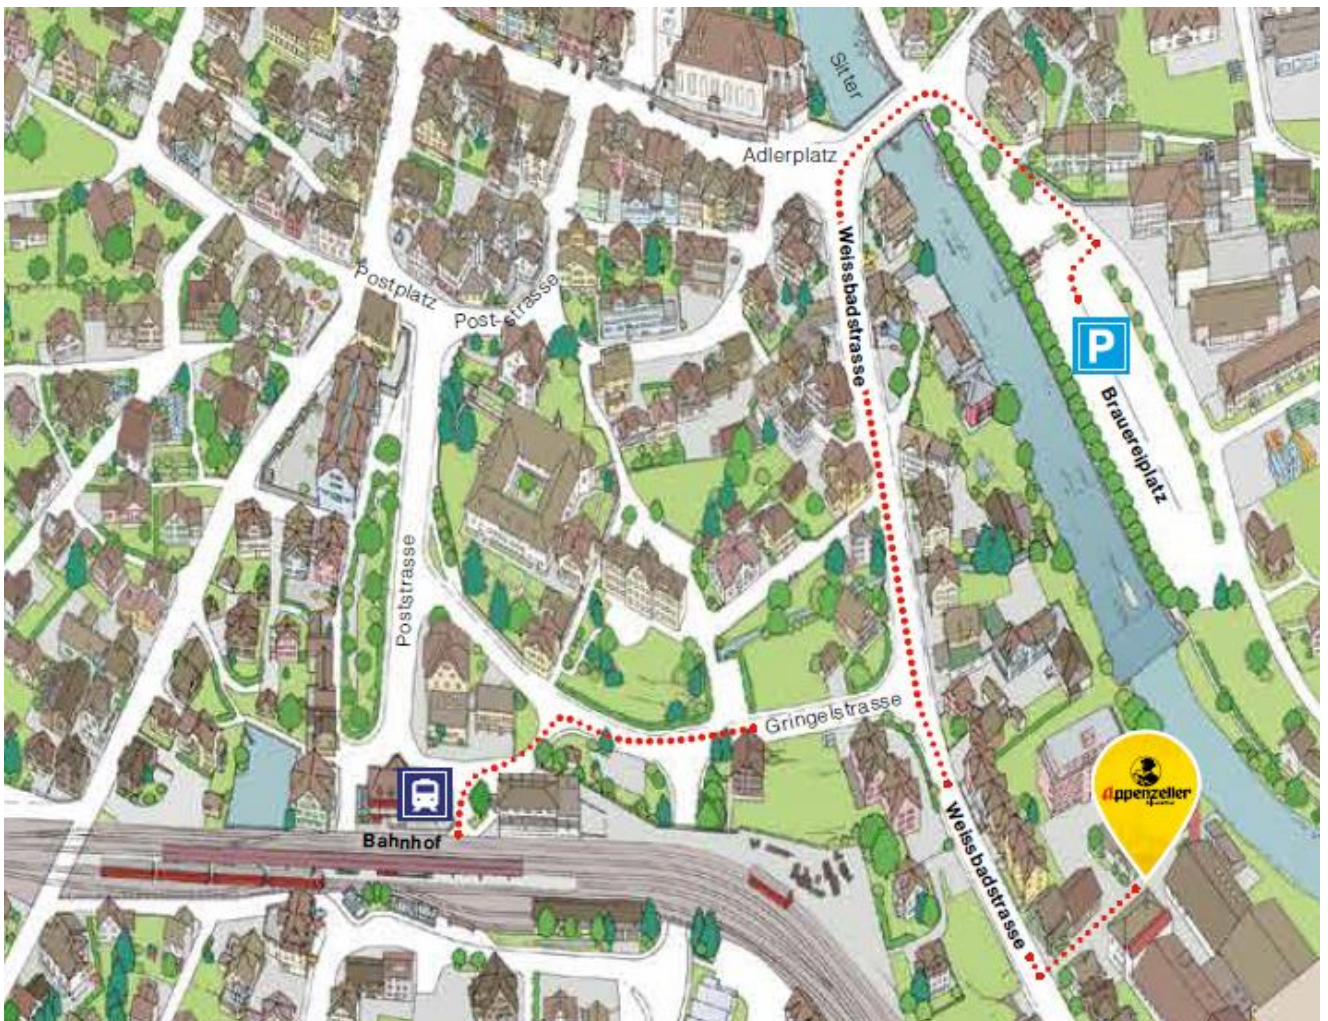 Sitter
Adlerplatz
Weissbadstrasse
Postplatz
Post-strasse
P
Brauereiplatz
Poststrasse
Gringelstrasse
Appenzeller
Weissbadstrasse
Bahnhof